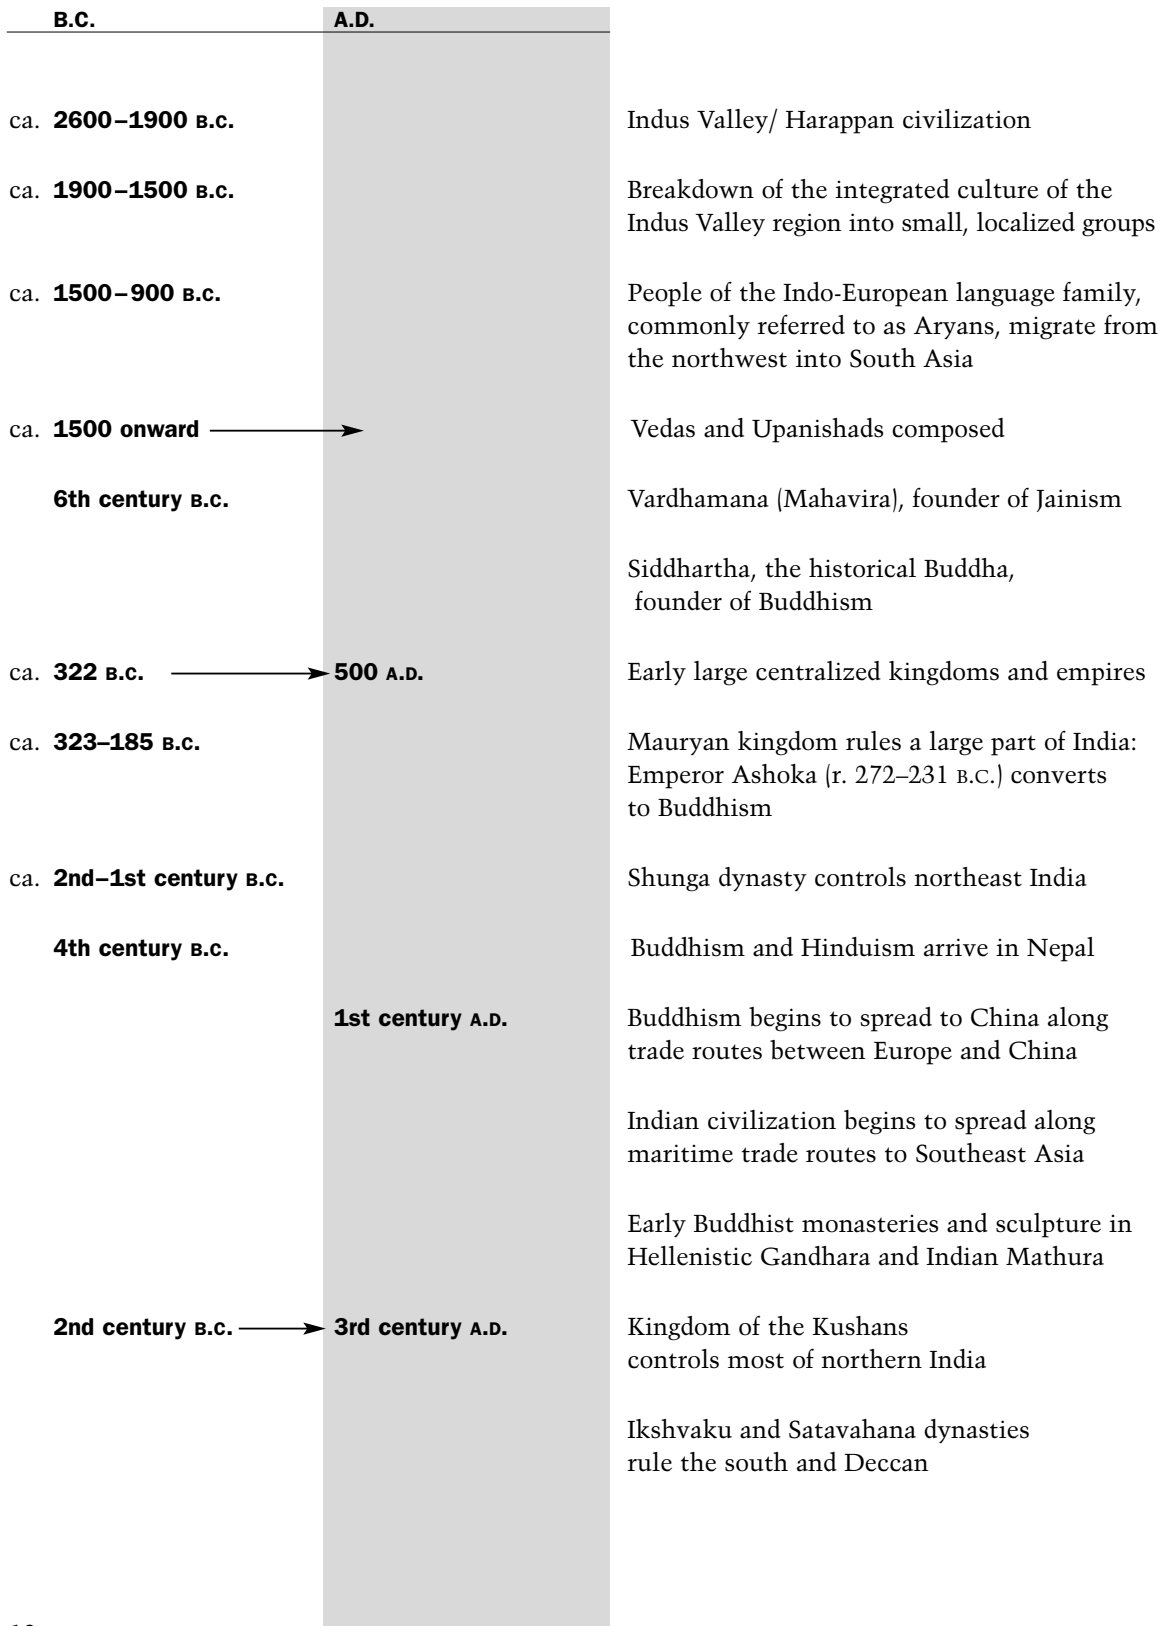 B.C. A.D.
ca. 2600–1900 B.C. Indus Valley/ Harappan civilization
ca. 1900–1500 B.C. Breakdown of the integrated culture of the
Indus Valley region into small, localized groups
ca. 1500–900 B.C. People of the Indo-European language family,
commonly referred to as Aryans, migrate from
the northwest into South Asia
ca. 1500 onward Vedas and Upanishads composed
6th century B.C. Vardhamana (Mahavira), founder of Jainism
Siddhartha, the historical Buddha,
founder of Buddhism
ca. 322 B.C. 500 A.D. Early large centralized kingdoms and empires
ca. 323–185 B.C. Mauryan kingdom rules a large part of India:
Emperor Ashoka (r. 272–231 B.C.) converts
to Buddhism
ca. 2nd–1st century B.C. Shunga dynasty controls northeast India
4th century B.C. Buddhism and Hinduism arrive in Nepal
1st century A.D. Buddhism begins to spread to China along
trade routes between Europe and China
Indian civilization begins to spread along
maritime trade routes to Southeast Asia
Early Buddhist monasteries and sculpture in
Hellenistic Gandhara and Indian Mathura
2nd century B.C. 3rd century A.D. Kingdom of the Kushans
controls most of northern India
Ikshvaku and Satavahana dynasties
rule the south and Deccan